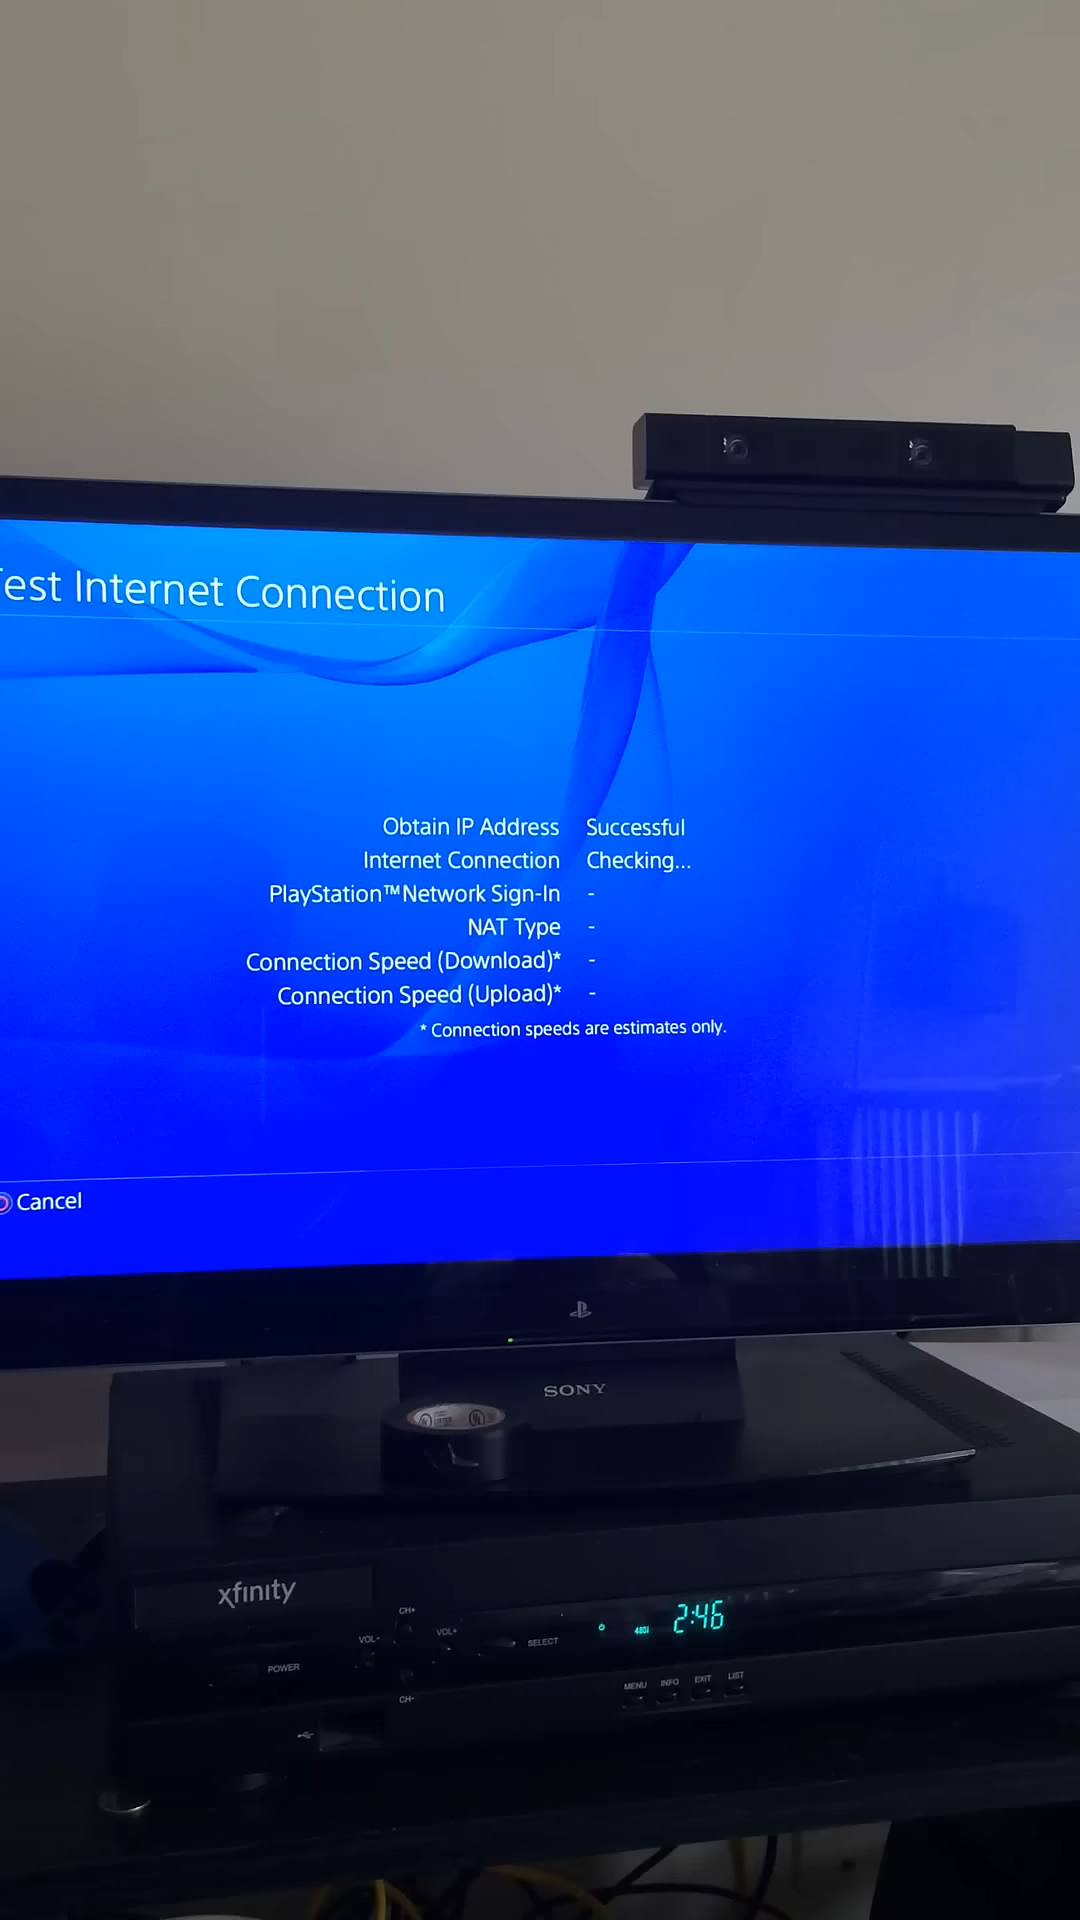 Test Internet Connection
Obtain IP Address Successful
Internet Connection Checking...
PlayStation™Network Sign-In -
NAT Type -
Connection Speed (Download)* -
Connection Speed (Upload)* -
* Connection speeds are estimates only.
Cancel
SONY
xfinity
CH+
VOL-
VOL+
SELECT
480i
2:46
POWER
CH-
MENU
INFO
EXIT
LIST